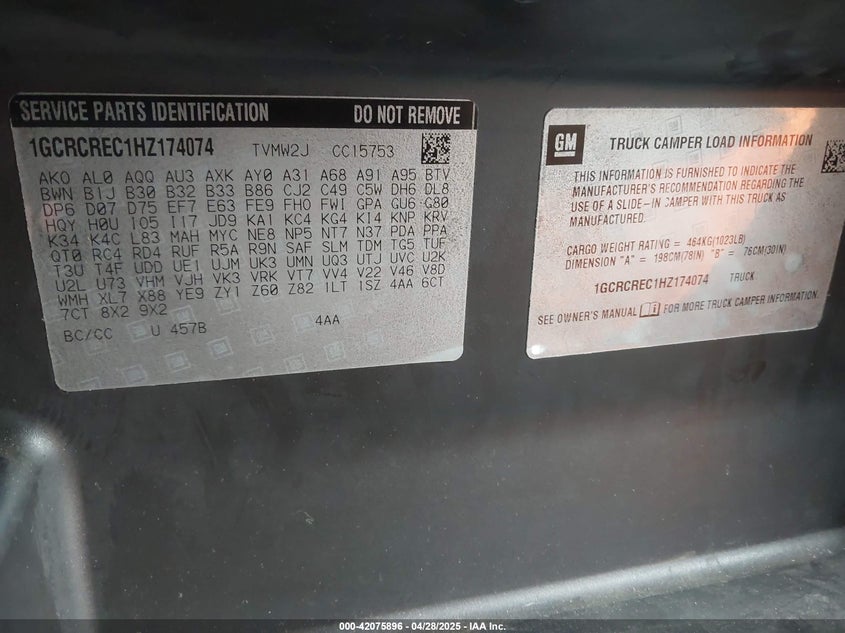 SERVICE PARTS IDENTIFICATION DO NOT REMOVE
1GCRCREC1HZ174074 TVMW2J CC15753
AKO AL0 AQQ AU3 AXK AY0 A31 A68 A91 A95 BTV
BWN B1J B30 B32 B33 B86 CJ2 C49 C5W DH6 DL8
DP6 D07 D75 EF7 E63 FE9 FHO FWI GPA GU6 G80
HQY H0U IO5 I17 JD9 KA1 KC4 KG4 KI4 KNP KRV
K34 K4C L83 MAH MYC NE8 NP5 NT7 N37 PDA PPA
QT0 RC4 RD4 RUF R5A R9N SAF SLM TDM TG5 TUF
T3U T4F UDD UE1 UJM UK3 UMN UQ3 UTJ UVC U2K
U2L U73 VHM VJH VK3 VRK VT7 VV4 V22 V46 V8D
WMH XL7 X88 YE9 ZY1 Z60 Z82 1LT 1SZ 4AA 6CT
7CT 8X2 9X2
BC/CC U 457B 4AA
GM TRUCK CAMPER LOAD INFORMATION
THIS INFORMATION IS FURNISHED TO INDICATE THE
MANUFACTURER'S RECOMMENDATION REGARDING THE
USE OF A SLIDE-IN CAMPER WITH THIS TRUCK AS
MANUFACTURED.
CARGO WEIGHT RATING = 464KG(1023LB)
DIMENSION "A" = 198CM(78IN) "B" = 76CM(30IN)
1GCRCREC1HZ174074 TRUCK
SEE OWNER'S MANUAL FOR MORE TRUCK CAMPER INFORMATION.
000-42075896 - 04/28/2025 - IAA Inc.